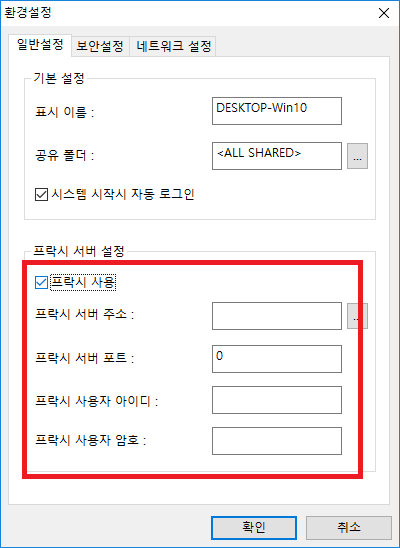 환경설정
일반설정 보안설정 네트워크 설정
기본 설정
표시 이름 : DESKTOP-Win10
공유 폴더 : <ALL SHARED> ...
시스템 시작시 자동 로그인
프락시 서버 설정
프락시 사용
프락시 서버 주소 : ...
프락시 서버 포트 : 0
프락시 사용자 아이디 :
프락시 사용자 암호 :
확인 취소